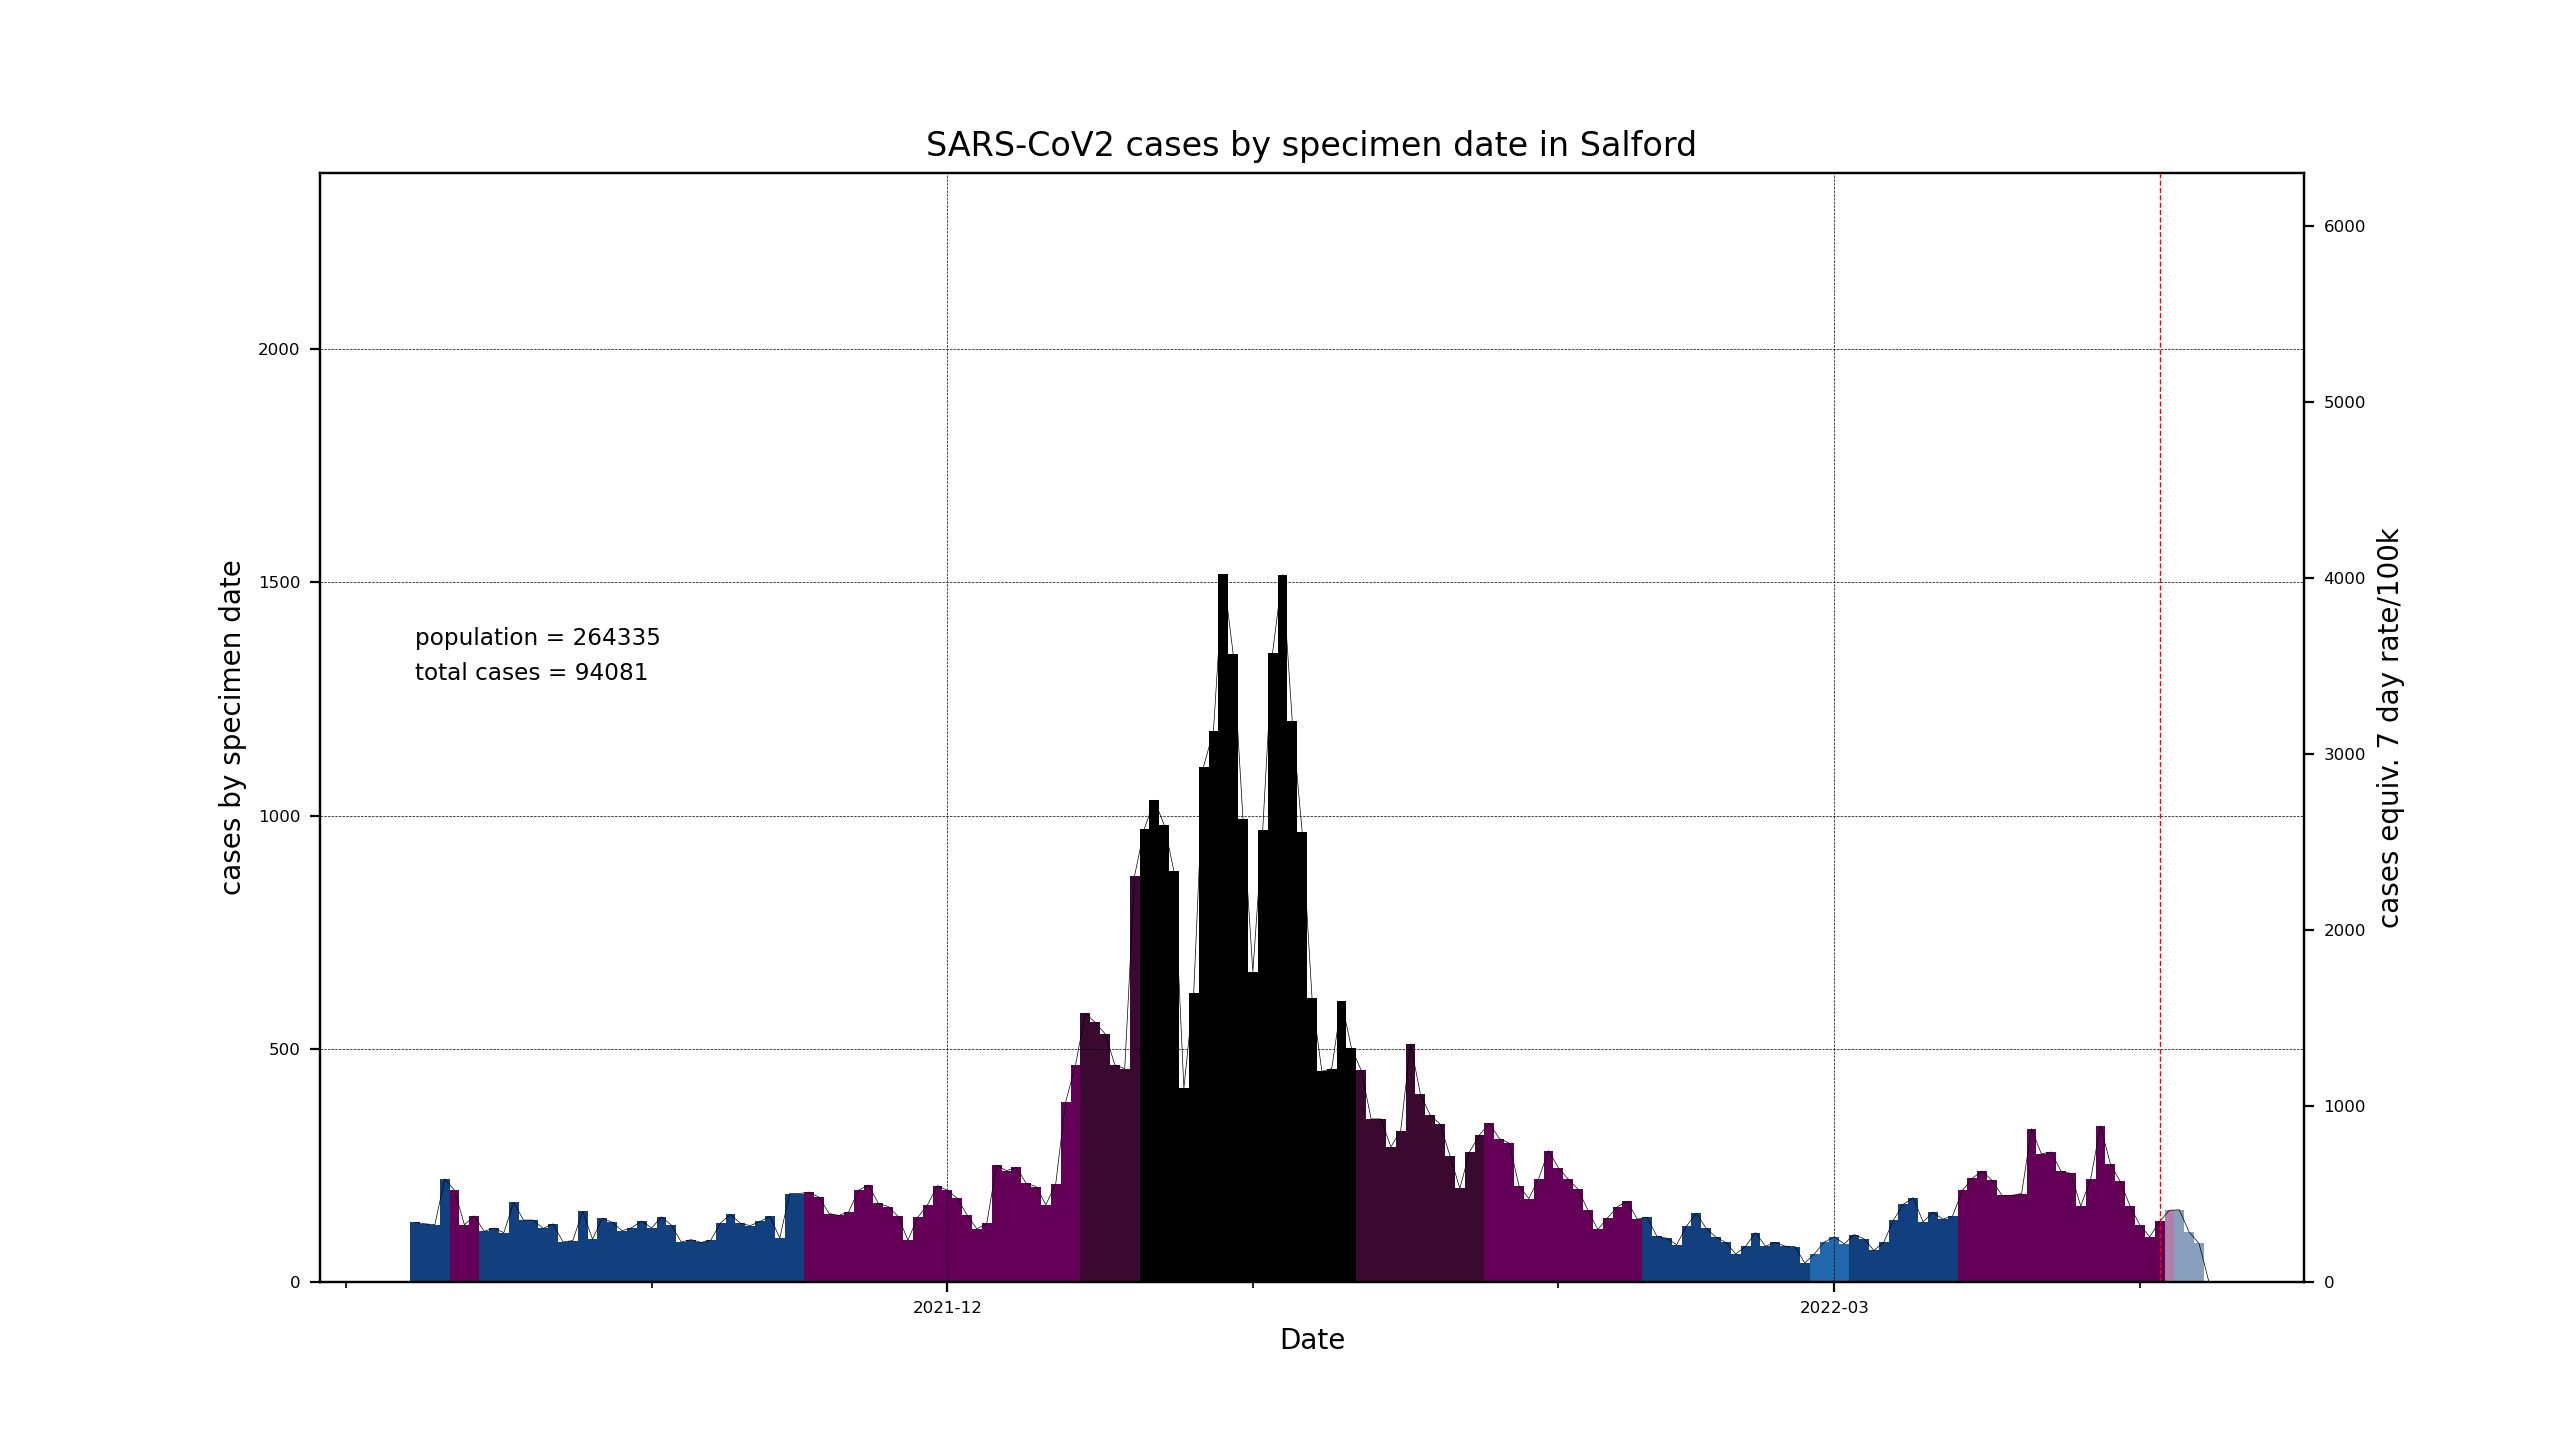 SARS-CoV2 cases by specimen date in Salford
cases by specimen date
2000
1500
1000
500
0
population = 264335
total cases = 94081
6000
5000
4000
3000
2000
1000
0
cases equiv. 7 day rate/100k
2021-12
2022-03
Date